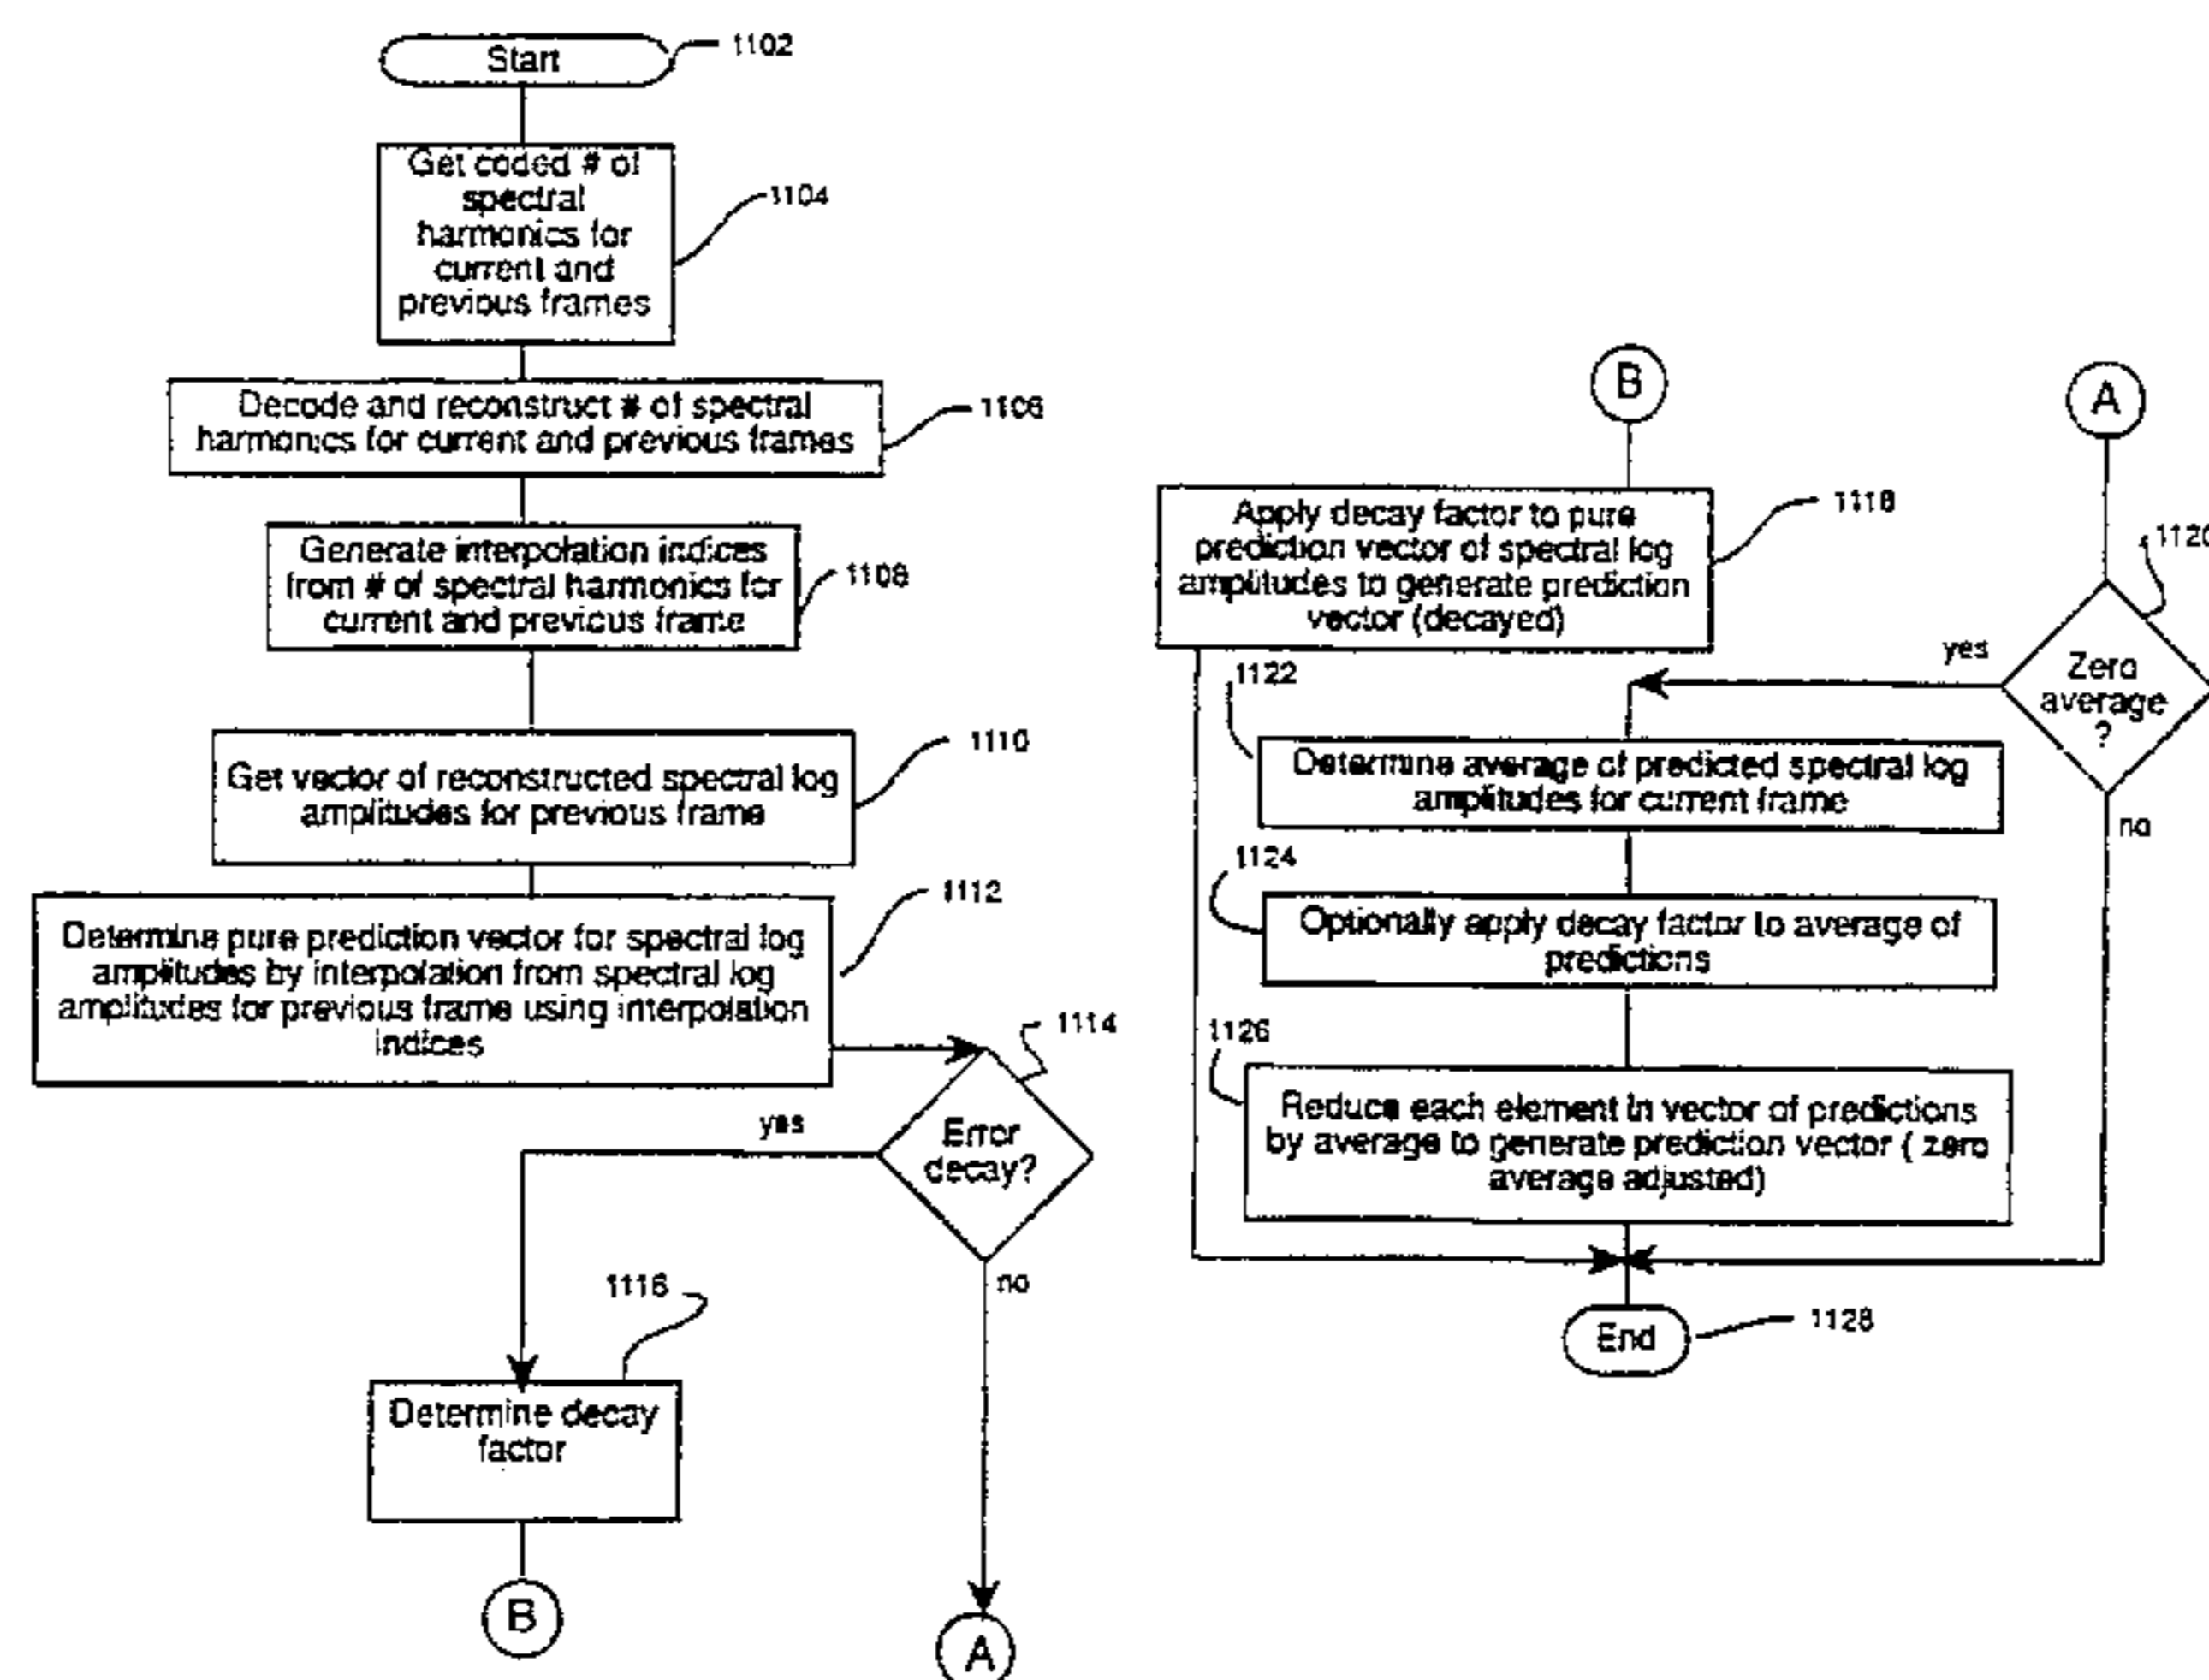 Start
1102
Get coded # of
spectral
harmonics for
current and
previous frames
1104
Decode and reconstruct # of spectral
harmonics for current and previous frames
1106
Generate interpolation indices
from # of spectral harmonics for
current and previous frame
1108
Get vector of reconstructed spectral log
amplitudes for previous frame
1110
Determine pure prediction vector for spectral log
amplitudes by interpolation from spectral log
amplitudes for previous frame using interpolation
indices
1112
Error
decay?
1114
yes
no
1116
Determine decay
factor
B
A
B
Apply decay factor to pure
prediction vector of spectral log
amplitudes to generate prediction
vector (decayed)
1118
A
1120
Zero
average
?
yes
no
1122
Determine average of predicted spectral log
amplitudes for current frame
1124
Optionally apply decay factor to average of
predictions
1126
Reduce each element in vector of predictions
by average to generate prediction vector ( zero
average adjusted)
End
1128